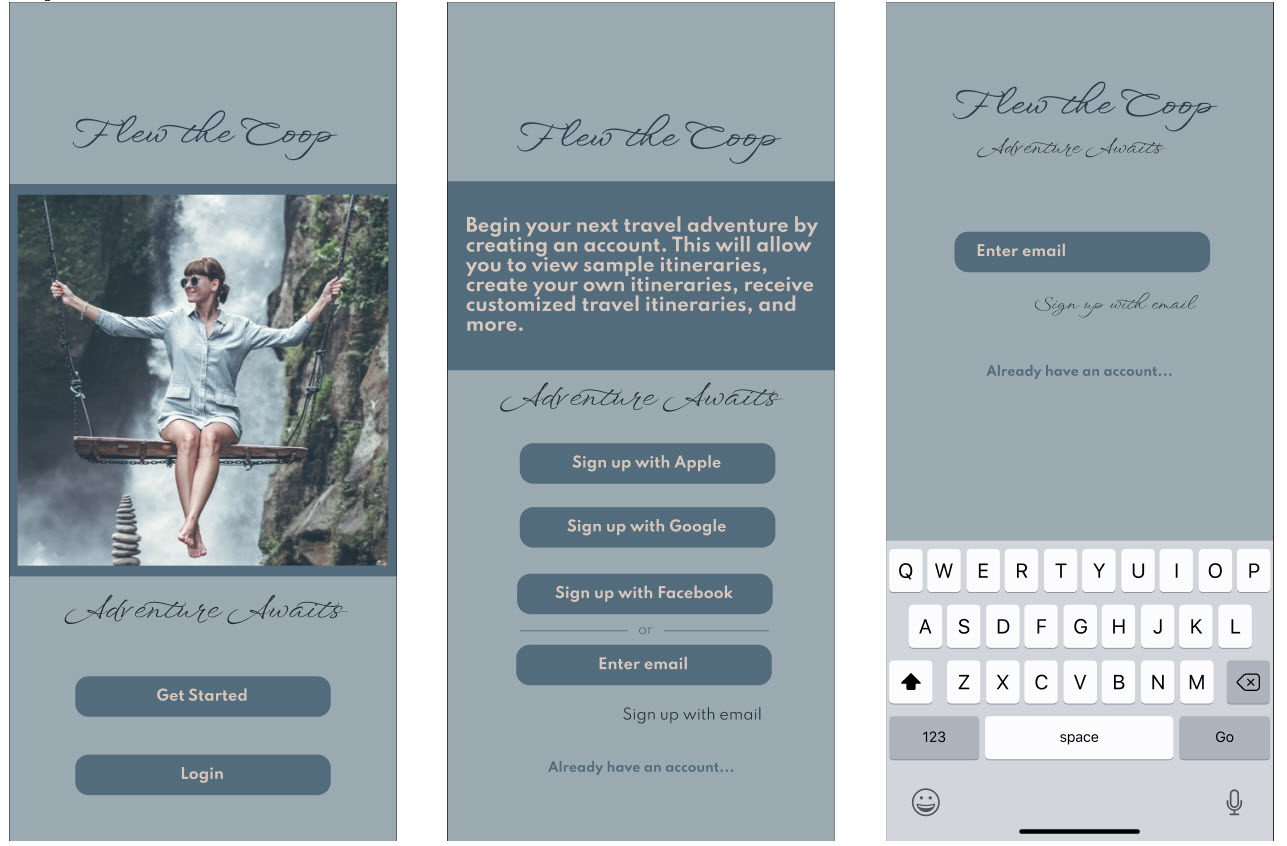 Flew the Coop
Adventure Awaits
Get Started
Login
Flew the Coop
Begin your next travel adventure by
creating an account. This will allow
you to view sample itineraries,
create your own itineraries, receive
customized travel itineraries, and
more.
Adventure Awaits
Sign up with Apple
Sign up with Google
Sign up with Facebook
or
Enter email
Sign up with email
Already have an account...
Flew the Coop
Adventure Awaits
Enter email
Sign up with email
Already have an account...
Q W E R T Y U I O P
A S D F G H J K L
Z X C V B N M
123 space Go